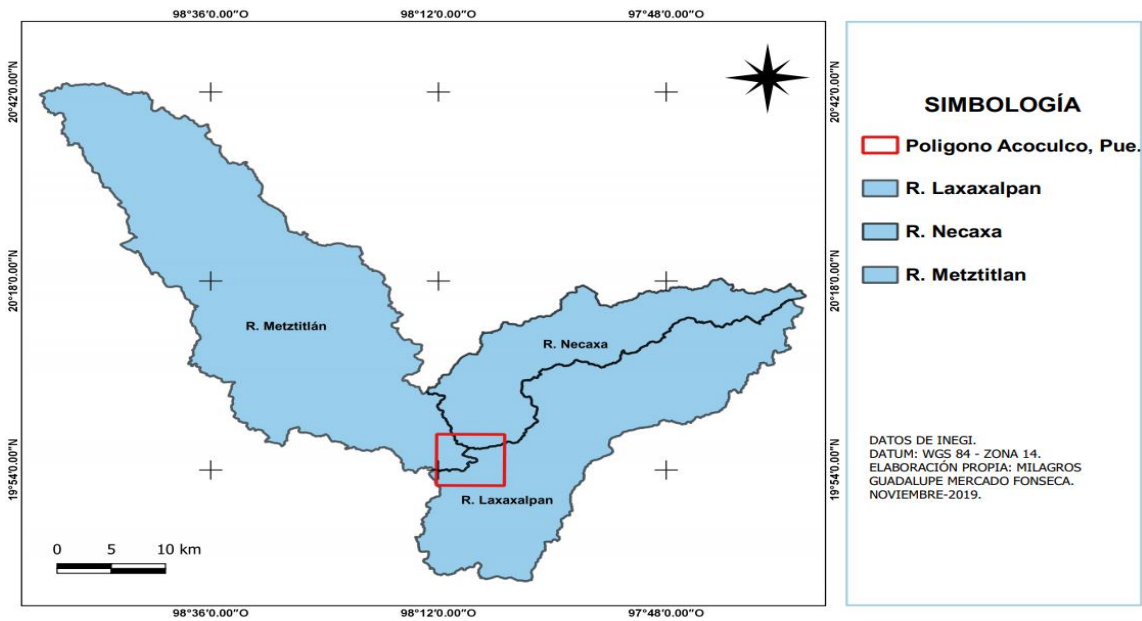 98°36'0.00"O 98°12'0.00"O 97°48'0.00"O
20°42'0.00"N 20°42'0.00"N
20°18'0.00"N 20°18'0.00"N
19°54'0.00"N 19°54'0.00"N
R. Metztitlán
R. Necaxa
R. Laxaxalpan
0 5 10 km
98°36'0.00"O 98°12'0.00"O 97°48'0.00"O
SIMBOLOGÍA
Poligono Acoculco, Pue.
R. Laxaxalpan
R. Necaxa
R. Metztitlan
DATOS DE INEGI.
DATUM: WGS 84 - ZONA 14.
ELABORACIÓN PROPIA: MILAGROS
GUADALUPE MERCADO FONSECA.
NOVIEMBRE-2019.